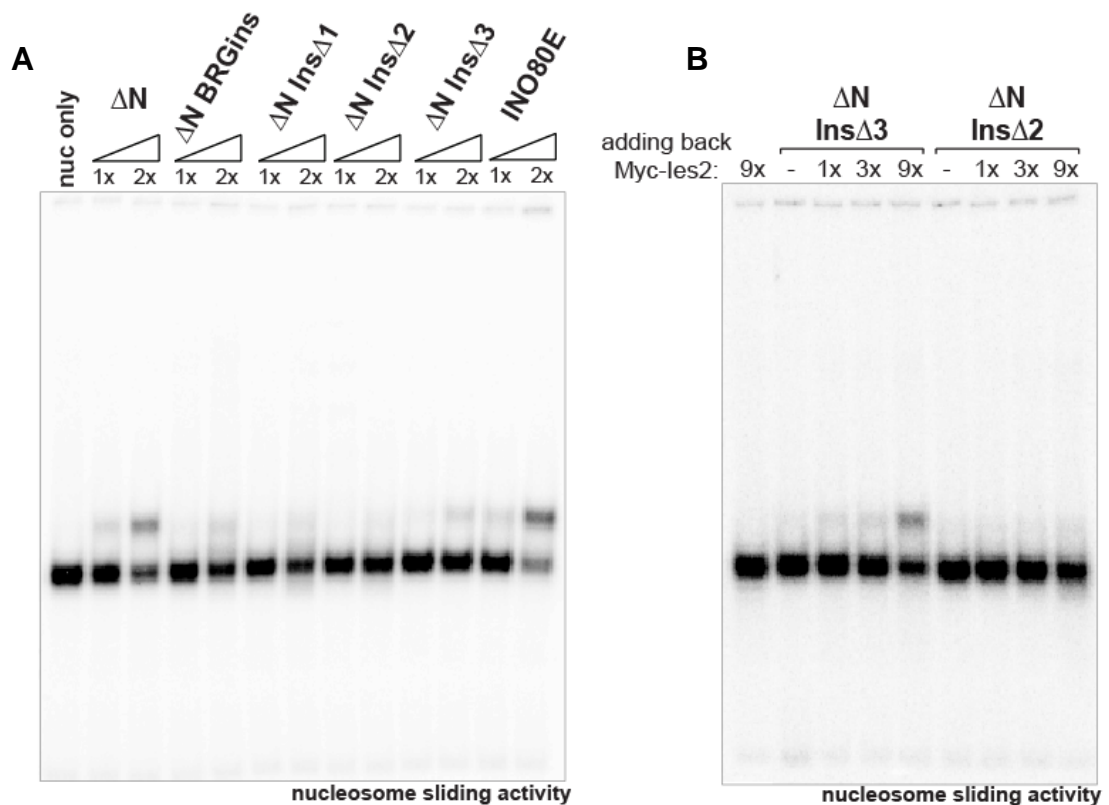 A
nuc only
ΔN
ΔN BRGins
ΔN InsΔ1
ΔN InsΔ2
ΔN InsΔ3
INO80E
1x 2x 1x 2x 1x 2x 1x 2x 1x 2x 1x 2x
nucleosome sliding activity
B
ΔN ΔN
InsΔ3 InsΔ2
adding back
Myc-Ies2: 9x - 1x 3x 9x - 1x 3x 9x
nucleosome sliding activity